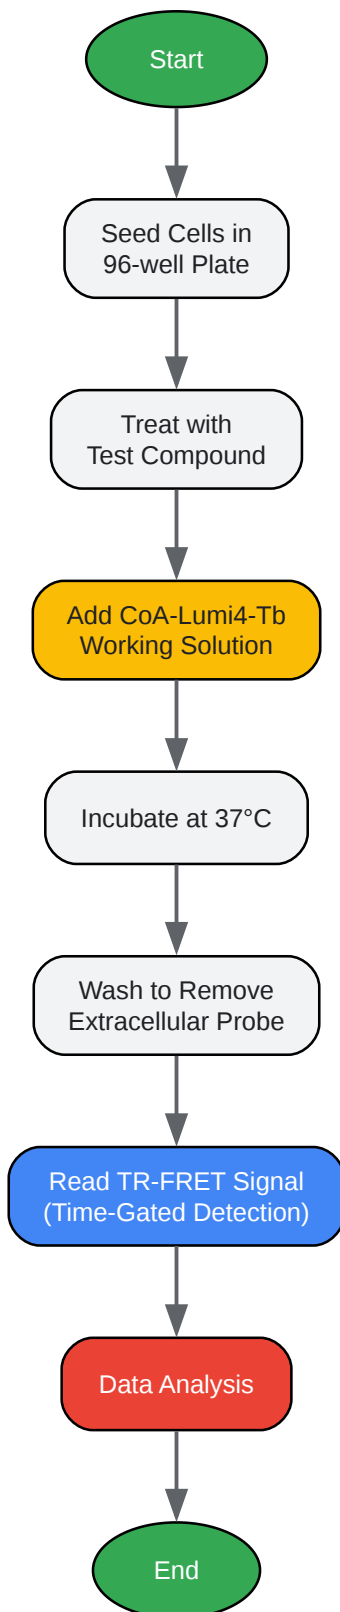 Start
Seed Cells in
96-well Plate
Treat with
Test Compound
Add CoA-Lumi4-Tb
Working Solution
Incubate at 37°C
Wash to Remove
Extracellular Probe
Read TR-FRET Signal
(Time-Gated Detection)
Data Analysis
End